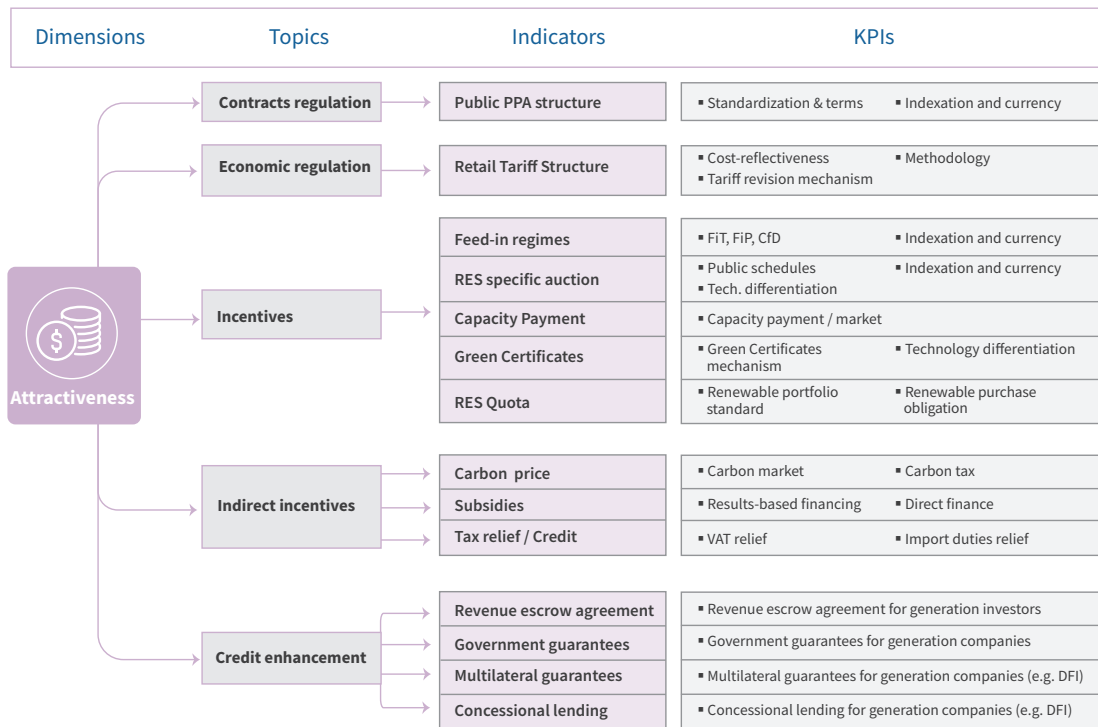 Dimensions Topics Indicators KPIs
Contracts regulation
Public PPA structure
▪ Standardization & terms ▪ Indexation and currency
Economic regulation
Retail Tariff Structure
▪ Cost-reflectiveness ▪ Methodology
▪ Tariff revision mechanism
Attractiveness
$
Incentives
Feed-in regimes
▪ FiT, FiP, CfD ▪ Indexation and currency
RES specific auction
▪ Public schedules ▪ Indexation and currency
▪ Tech. differentiation
Capacity Payment
▪ Capacity payment / market
Green Certificates
▪ Green Certificates
mechanism
▪ Technology differentiation
RES Quota
▪ Renewable portfolio
standard
▪ Renewable purchase
obligation
Indirect incentives
Carbon price
▪ Carbon market ▪ Carbon tax
Subsidies
▪ Results-based financing ▪ Direct finance
Tax relief / Credit
▪ VAT relief ▪ Import duties relief
Credit enhancement
Revenue escrow agreement
▪ Revenue escrow agreement for generation investors
Government guarantees
▪ Government guarantees for generation companies
Multilateral guarantees
▪ Multilateral guarantees for generation companies (e.g. DFI)
Concessional lending
▪ Concessional lending for generation companies (e.g. DFI)